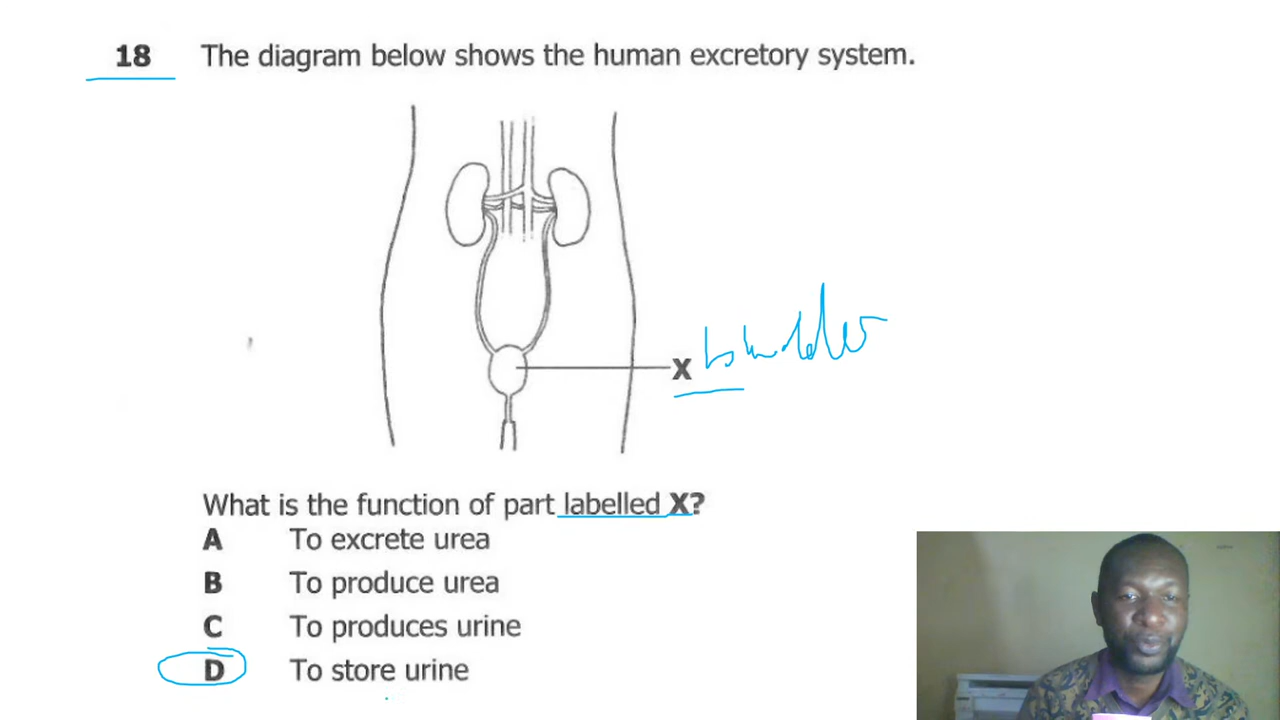 18 The diagram below shows the human excretory system.
X
What is the function of part labelled X?
A To excrete urea
B To produce urea
C To produces urine
D To store urine